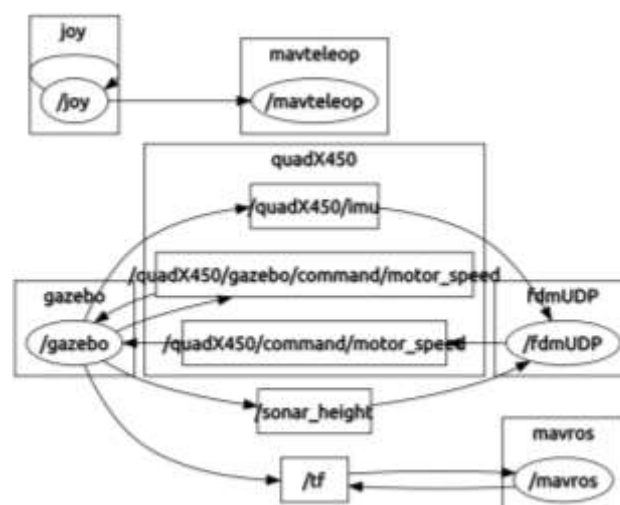 joy
mavteleop
/joy
/mavteleop
quadX450
/quadX450/imu
/quadX450/gazebo/command/motor_speed
gazebo
fdmUDP
/gazebo
/quadX450/command/motor_speed
/fdmUDP
/sonar_height
mavros
/tf
/mavros